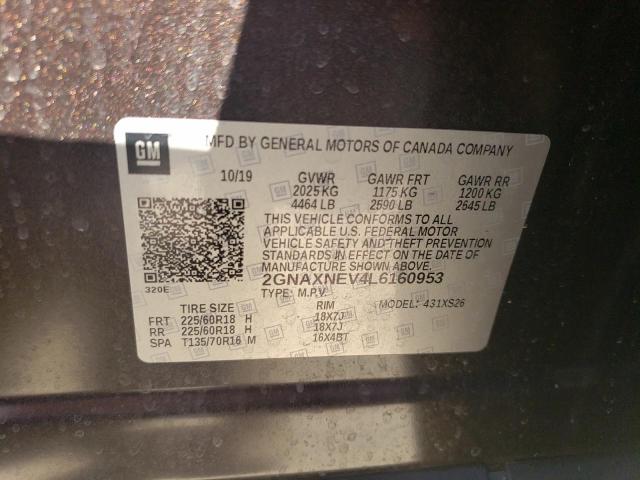 GM MFD BY GENERAL MOTORS OF CANADA COMPANY
10/19 GVWR GAWR FRT GAWR RR
2025 KG 1175 KG 1200 KG
4464 LB 2590 LB 2645 LB
THIS VEHICLE CONFORMS TO ALL
APPLICABLE U.S. FEDERAL MOTOR
VEHICLE SAFETY AND THEFT PREVENTION
STANDARDS IN EFFECT ON THE DATE OF
MANUFACTURE SHOWN ABOVE.
320E 2GNAXNEV4L6160953
TYPE: M.P.V. MODEL: 431XS26
TIRE SIZE RIM
FRT 225/60R18 H 18X7J
RR 225/60R18 H 18X7J
SPA T135/70R16 M 16X4BT